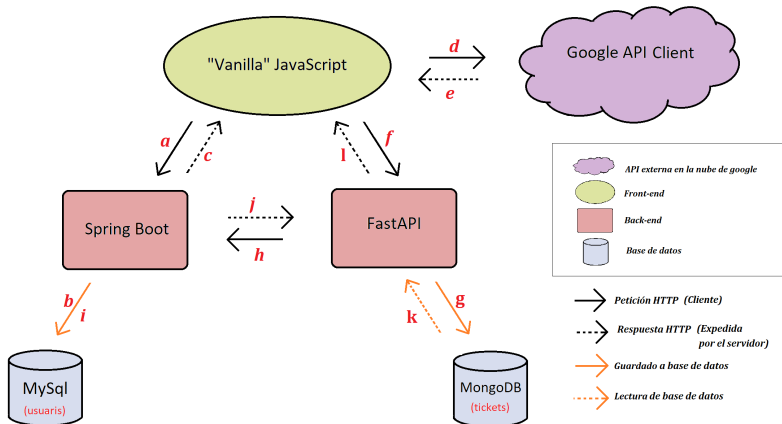 "Vanilla" JavaScript
d
e
Google API Client
a
c
l
f
Spring Boot
j
h
FastAPI
b
i
k
g
MySql
(usuaris)
MongoDB
(tickets)
API externa en la nube de google
Front-end
Back-end
Base de datos
Petición HTTP (Cliente)
Respuesta HTTP (Expedida
por el servidor)
Guardado a base de datos
Lectura de base de datos